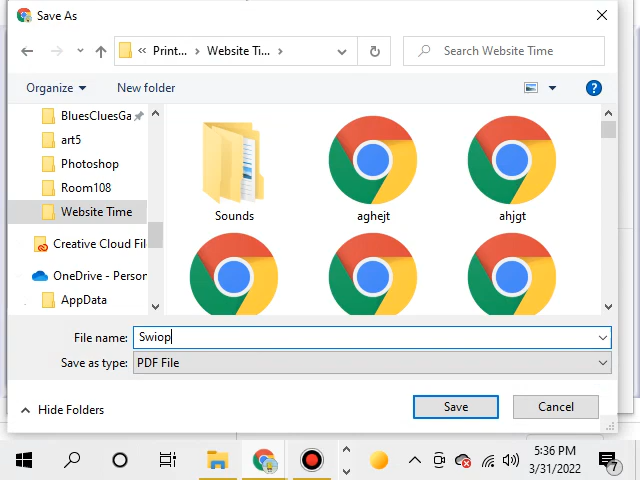 Save As
« Print... › Website Ti... ›
Search Website Time
Organize
New folder
BluesCluesGa
art5
Photoshop
Room108
Website Time
Creative Cloud Fil
OneDrive - Person
AppData
Sounds
aghejt
ahjgt
File name: Swiop
Save as type: PDF File
Hide Folders
Save
Cancel
5:36 PM
3/31/2022
7